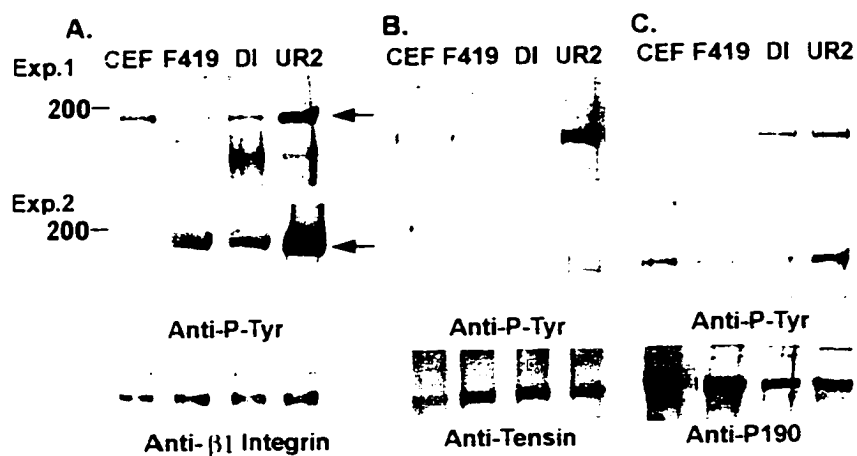 A.
B.
C.
CEF F419 DI UR2
CEF F419 DI UR2
CEF F419 DI UR2
Exp.1
200
Exp.2
200
Anti-P-Tyr
Anti-P-Tyr
Anti-P-Tyr
Anti-β1 Integrin
Anti-Tensin
Anti-P190